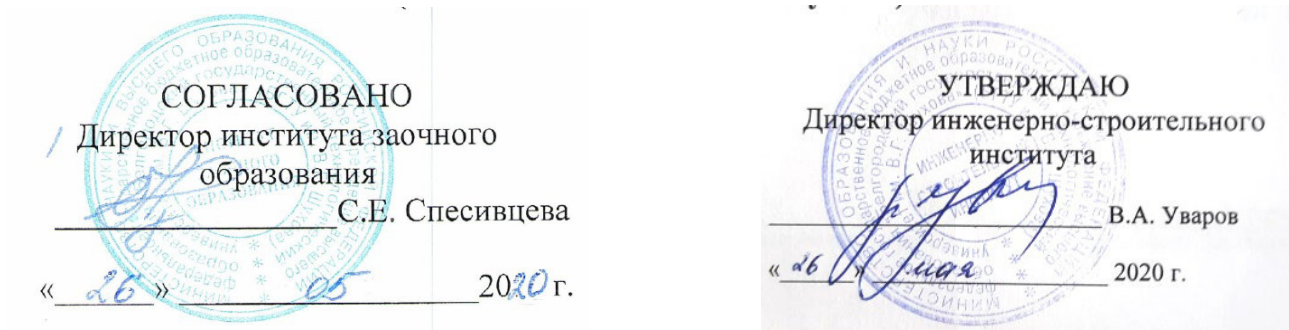 СОГЛАСОВАНО
Директор института заочного
образования
С.Е. Спесивцева
« 26 » 05 2020 г.
УТВЕРЖДАЮ
Директор инженерно-строительного
института
В.А. Уваров
« 26 » мая 2020 г.